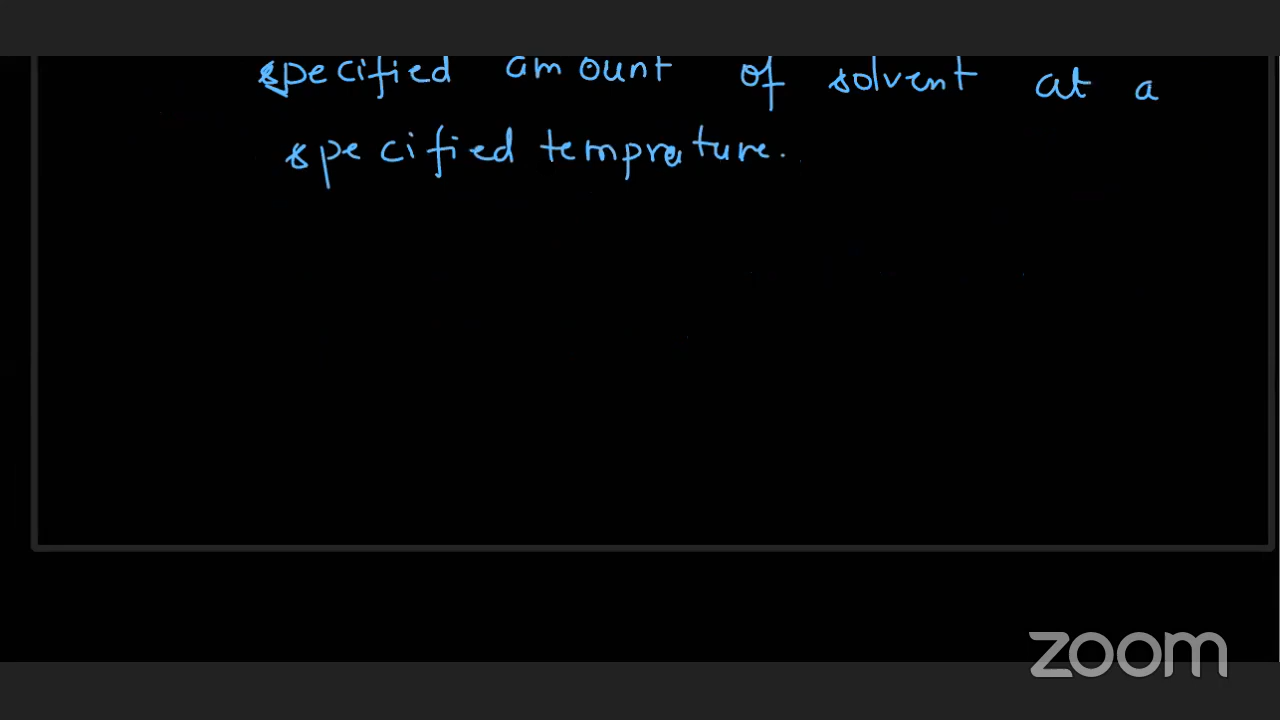 specified amount of solvent at a
specified temprature.
zoom